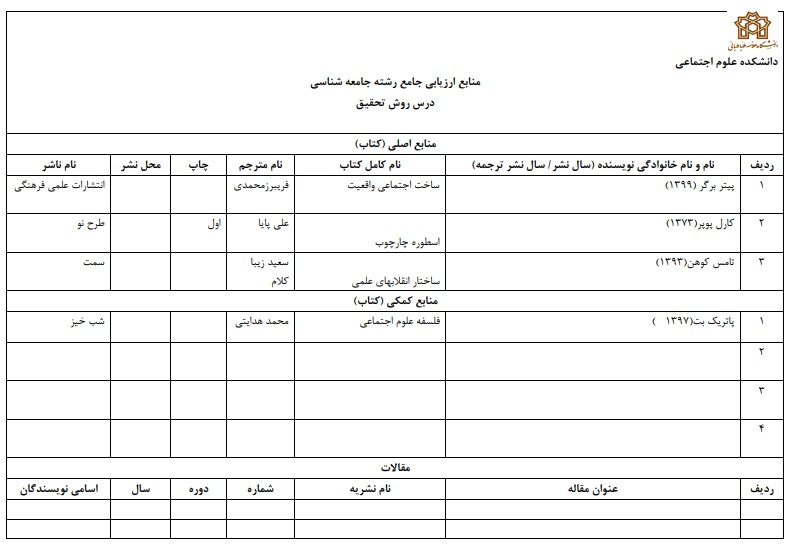 دانشگاه علامه طباطبائی
دانشکده علوم اجتماعی
منابع ارزیابی جامع رشته جامعه شناسی
درس روش تحقیق
منابع اصلی (کتاب)
ردیف نام و نام خانوادگی نویسنده (سال نشر/ سال نشر ترجمه) نام کامل کتاب نام مترجم چاپ محل نشر نام ناشر
۱ پیتر برگر (۱۳۹۹) ساخت اجتماعی واقعیت فریبرزمحمدی انتشارات علمی فرهنگی
۲ کارل پوپر(۱۳۷۳) اسطوره چارچوب علی پایا اول طرح نو
۳ تامس کوهن(۱۳۹۳) ساختار انقلابهای علمی سعید زیبا کلام سمت
منابع کمکی (کتاب)
۱ پاتریک بت(۱۳۹۷ ) فلسفه علوم اجتماعی محمد هدایتی شب خیز
۲
۳
۴
مقالات
ردیف عنوان مقاله نام نشریه شماره دوره سال اسامی نویسندگان